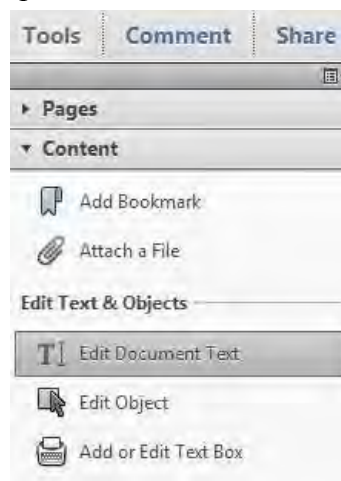 Tools Comment Share
Pages
Content
Add Bookmark
Attach a File
Edit Text & Objects
Edit Document Text
Edit Object
Add or Edit Text Box